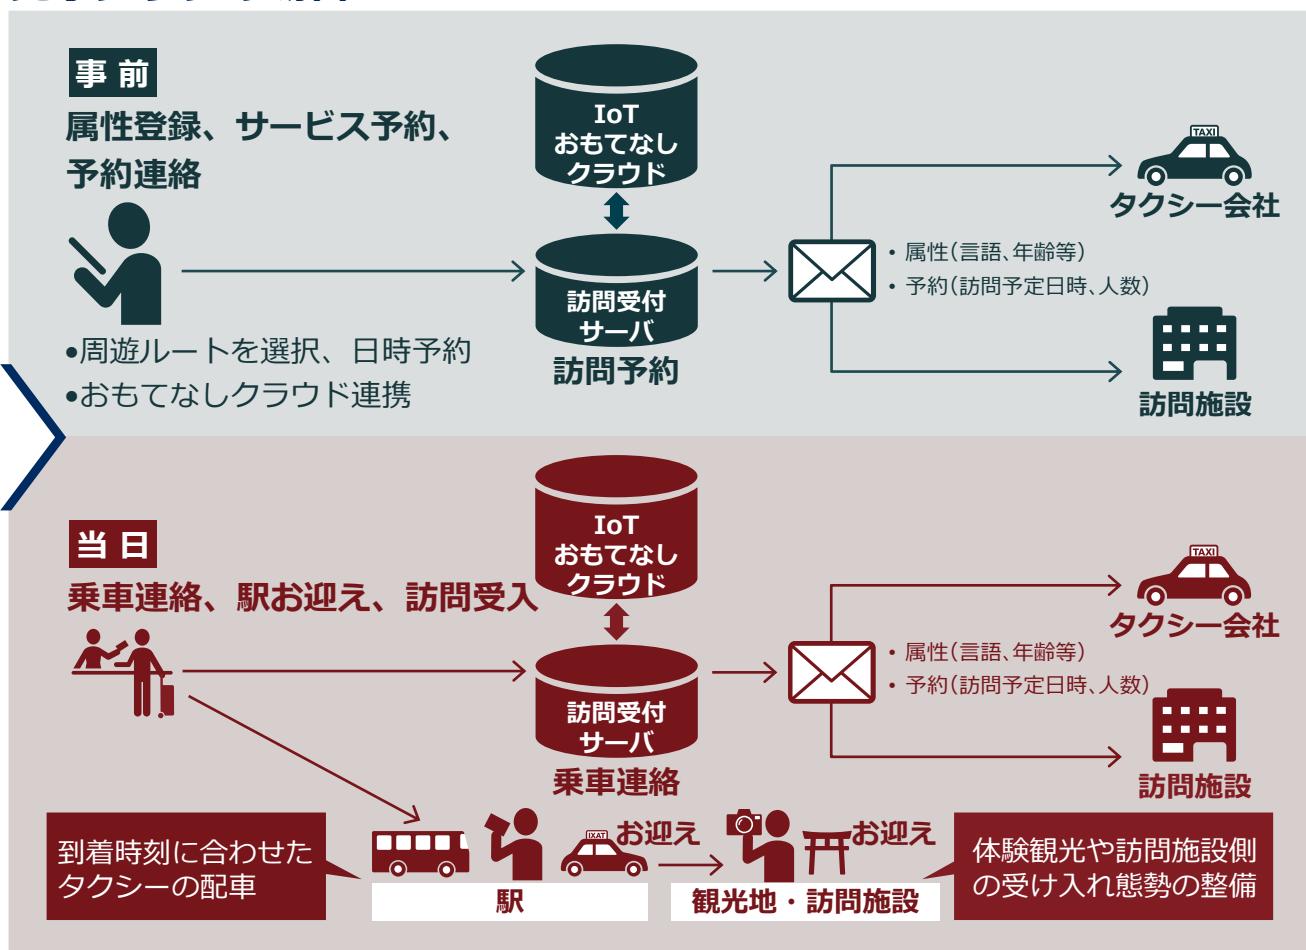 事前
属性登録、サービス予約、
予約連絡
IoT
おもてなし
クラウド
訪問受付
サーバ
訪問予約
•周遊ルートを選択、日時予約
•おもてなしクラウド連携
• 属性(言語、年齢等)
• 予約(訪問予定日時、人数)
TAXI
タクシー会社
訪問施設
当日
乗車連絡、駅お迎え、訪問受入
IoT
おもてなし
クラウド
訪問受付
サーバ
乗車連絡
• 属性(言語、年齢等)
• 予約(訪問予定日時、人数)
TAXI
タクシー会社
訪問施設
到着時刻に合わせた
タクシーの配車
IXAT
お迎え
駅
お迎え
観光地・訪問施設
体験観光や訪問施設側
の受け入れ態勢の整備